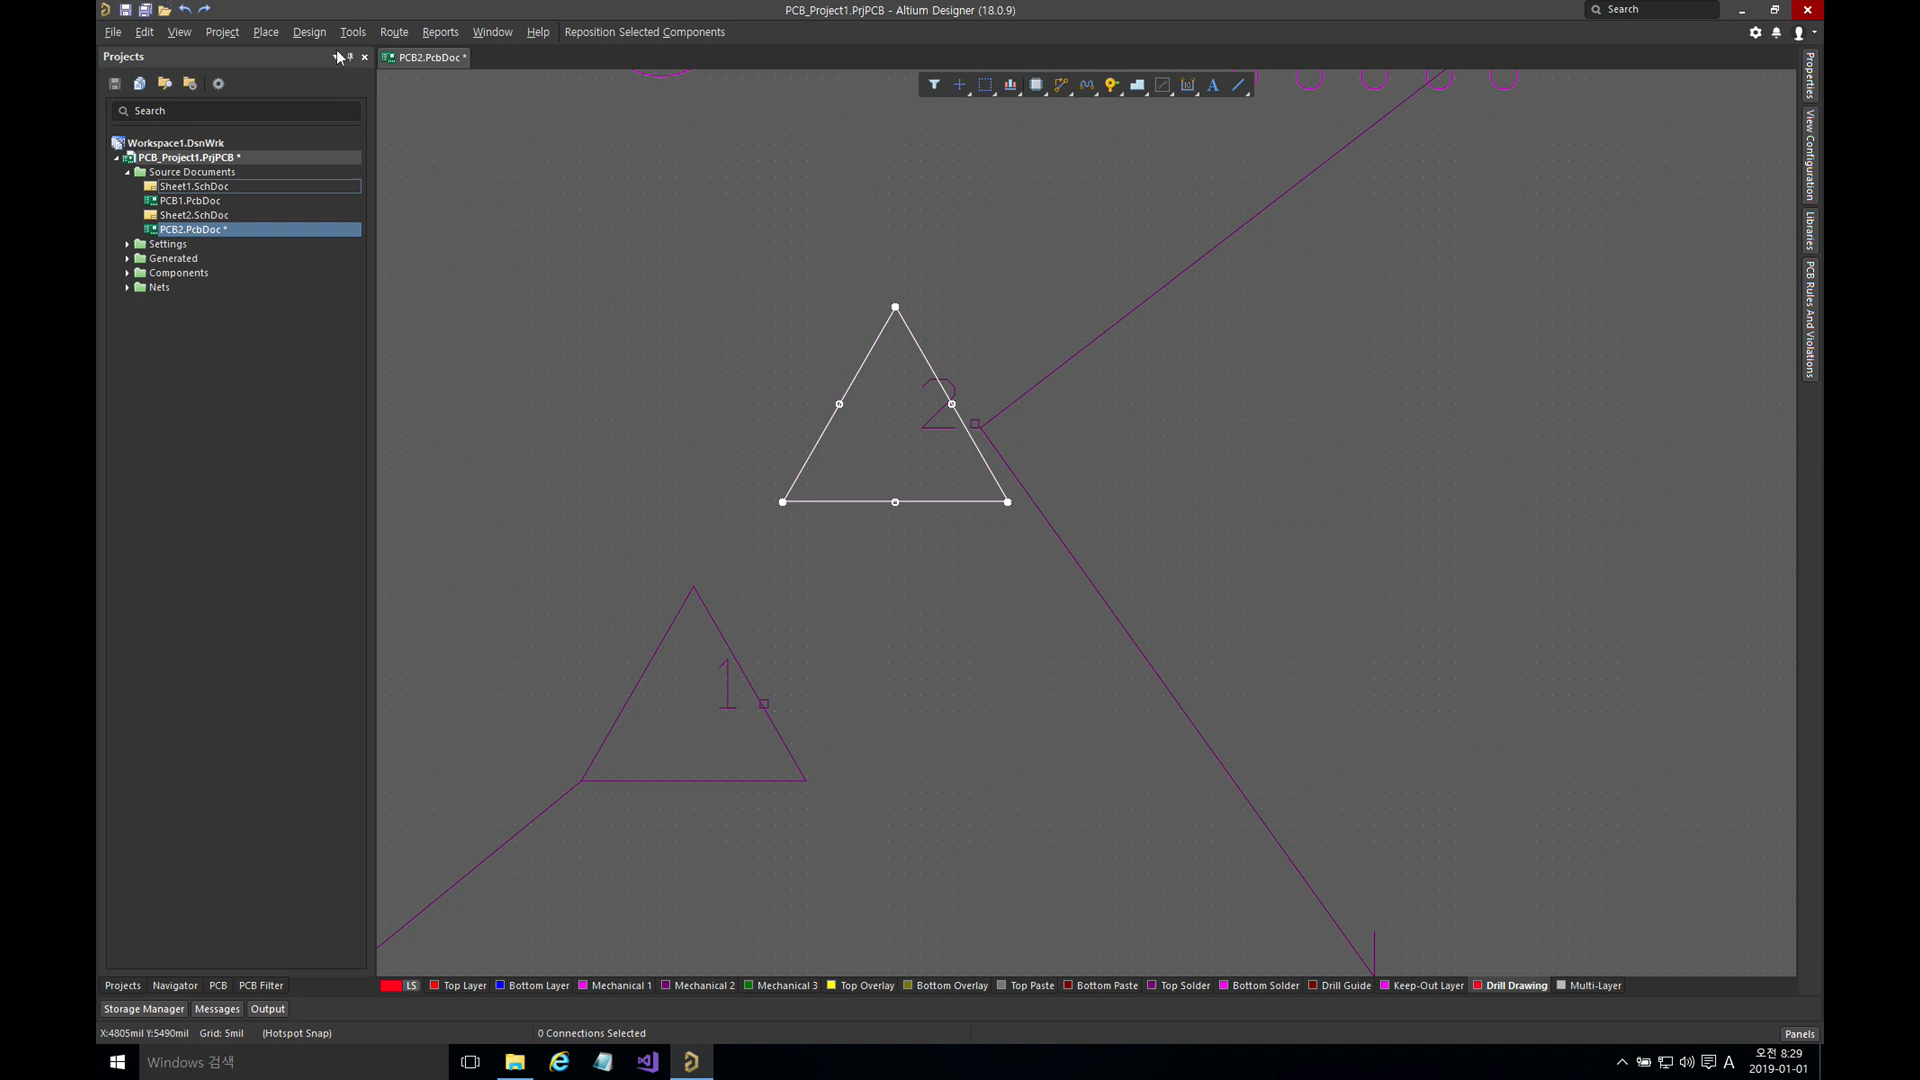 PCB_Project1.PrjPCB - Altium Designer (18.0.9)
Search
File Edit View Project Place Design Tools Route Reports Window Help Reposition Selected Components
Projects
PCB2.PcbDoc *
Search
Workspace1.DsnWrk
PCB_Project1.PrjPCB *
Source Documents
Sheet1.SchDoc
PCB1.PcbDoc
Sheet2.SchDoc
PCB2.PcbDoc *
Settings
Generated
Components
Nets
2
1
Properties
View Configuration
Libraries
PCB Rules And Violations
Projects Navigator PCB PCB Filter
LS Top Layer Bottom Layer Mechanical 1 Mechanical 2 Mechanical 3 Top Overlay Bottom Overlay Top Paste Bottom Paste Top Solder Bottom Solder Drill Guide Keep-Out Layer Drill Drawing Multi-Layer
Storage Manager Messages Output
X:4805mil Y:5490mil Grid: 5mil (Hotspot Snap) 0 Connections Selected Panels
Windows 검색
A
오전 8:29
2019-01-01